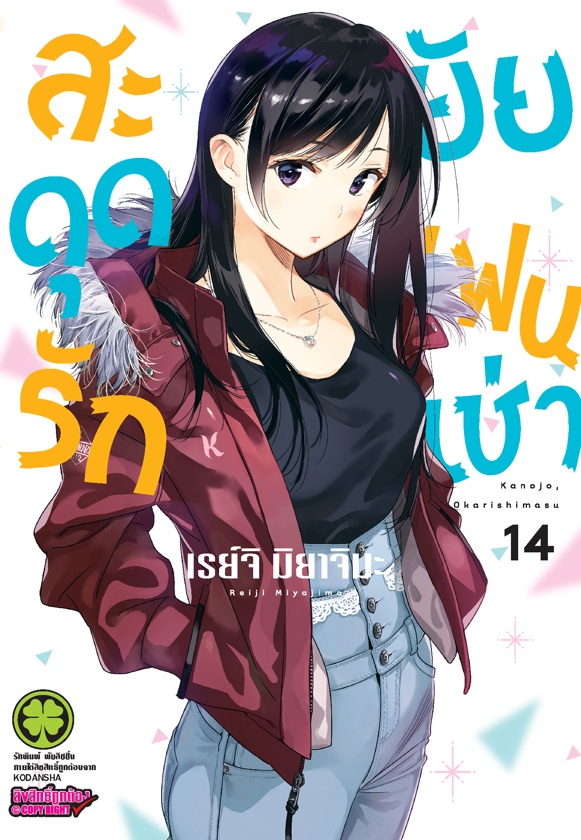 สะดุดรัก
ยัยแฟนเช่า
Kanojo,
Okarishimasu
14
เรย์จิ มิยาจิมะ
Reiji Miyajima
K
รักพิมพ์ พับลิชชิ่ง
ภายใต้ลิขสิทธิ์ถูกต้องจาก
KODANSHA
ลิขสิทธิ์ถูกต้อง
© COPY RIGHT